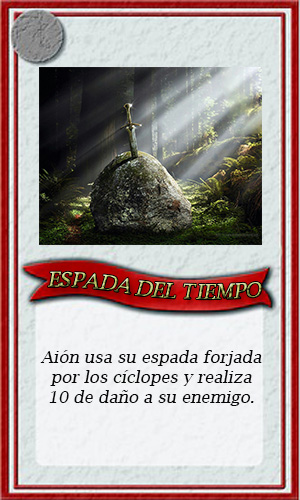 ESPADA DEL TIEMPO
Aión usa su espada forjada
por los cíclopes y realiza
10 de daño a su enemigo.